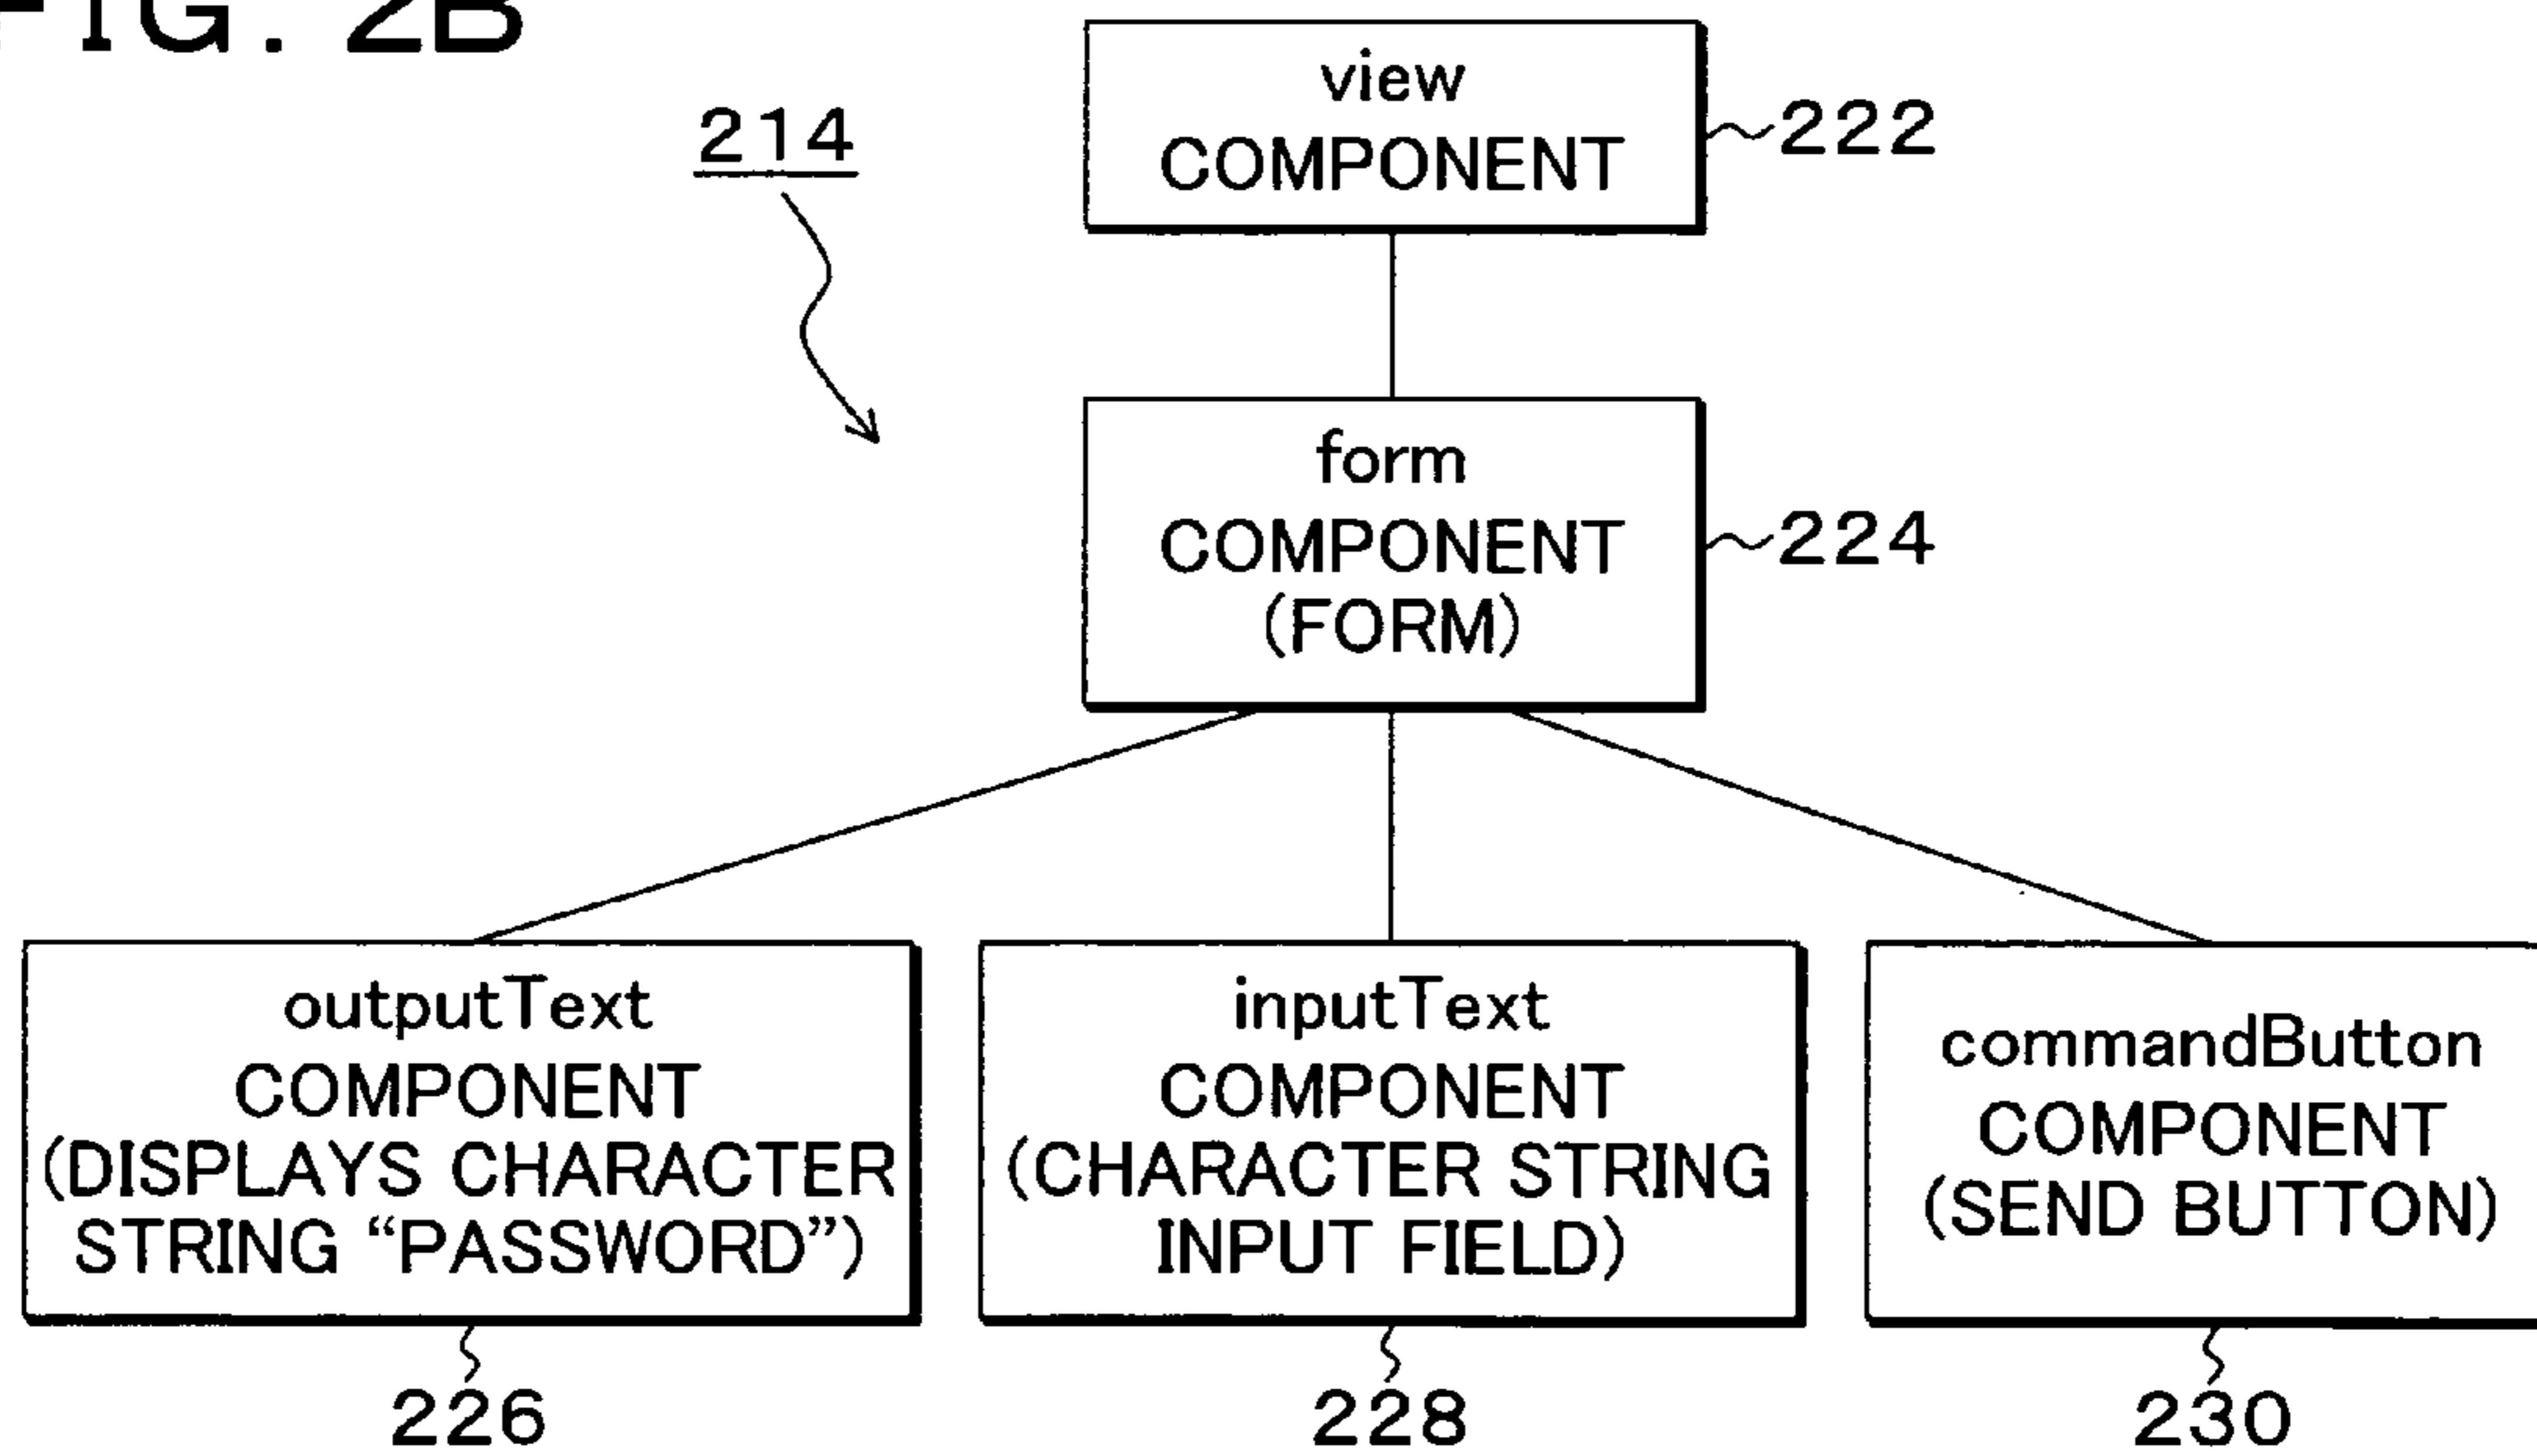 FIG. 2B
214
view
COMPONENT
222
form
COMPONENT
(FORM)
224
outputText
COMPONENT
(DISPLAYS CHARACTER
STRING “PASSWORD”)
226
inputText
COMPONENT
(CHARACTER STRING
INPUT FIELD)
228
commandButton
COMPONENT
(SEND BUTTON)
230